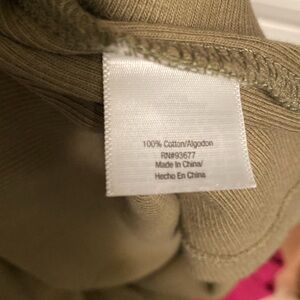 100% Cotton/Algodon
RN#93677
Made In China/
Hecho En China